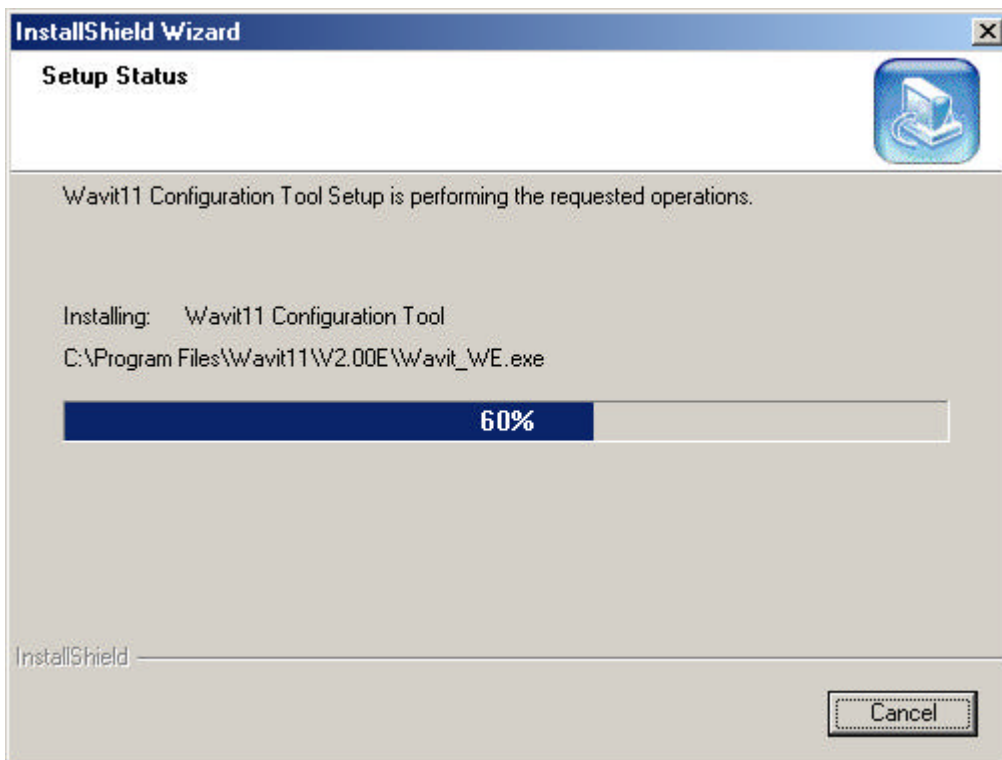 InstallShield Wizard
Setup Status
Wavit11 Configuration Tool Setup is performing the requested operations.
Installing: Wavit11 Configuration Tool
C:\Program Files\Wavit11\V2.00E\Wavit_WE.exe
60%
InstallShield
Cancel